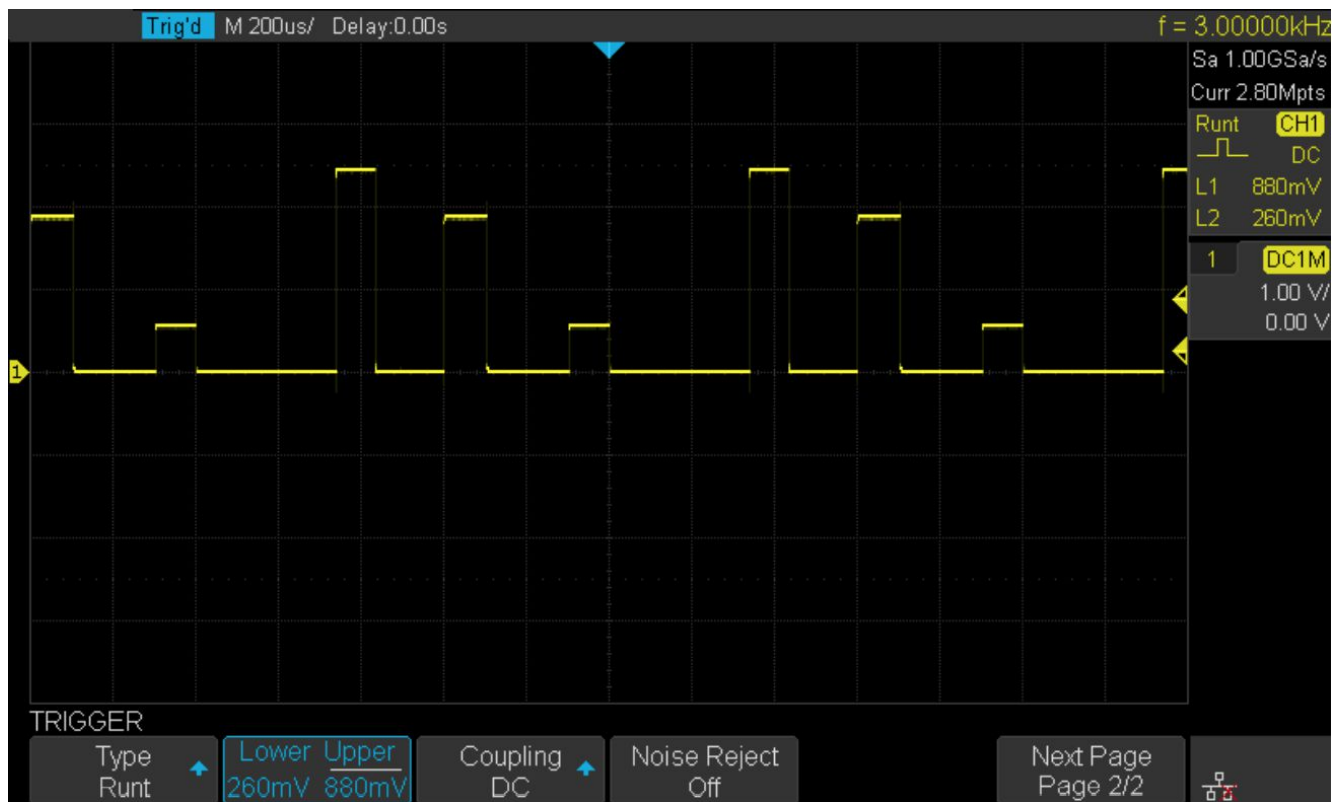 Trig'd M 200us/ Delay:0.00s f = 3.00000kHz
Sa 1.00GSa/s
Curr 2.80Mpts
Runt CH1
DC
L1 880mV
L2 260mV
1 DC1M
1.00 V/
0.00 V
1
TRIGGER
Type
Runt
Lower Upper
260mV 880mV
Coupling
DC
Noise Reject
Off
Next Page
Page 2/2